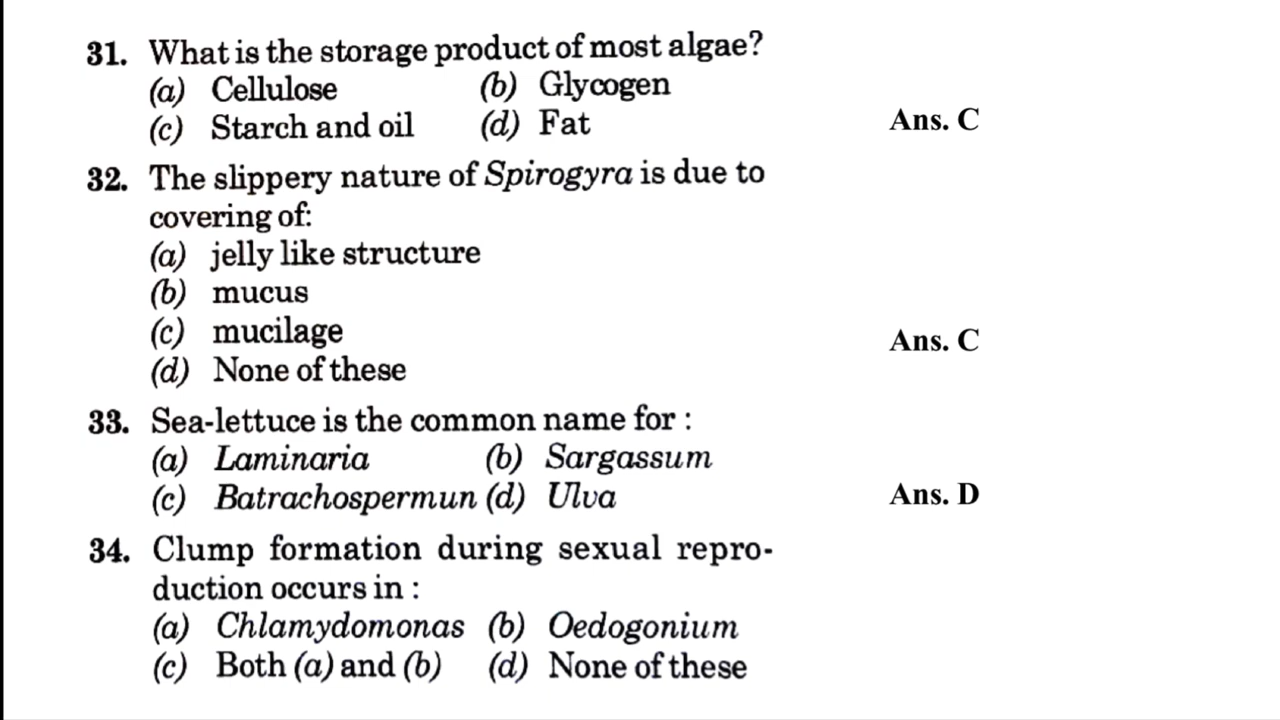 31. What is the storage product of most algae?
(a) Cellulose (b) Glycogen
(c) Starch and oil (d) Fat Ans. C
32. The slippery nature of Spirogyra is due to
covering of:
(a) jelly like structure
(b) mucus
(c) mucilage Ans. C
(d) None of these
33. Sea-lettuce is the common name for :
(a) Laminaria (b) Sargassum
(c) Batrachospermun (d) Ulva Ans. D
34. Clump formation during sexual repro-
duction occurs in :
(a) Chlamydomonas (b) Oedogonium
(c) Both (a) and (b) (d) None of these